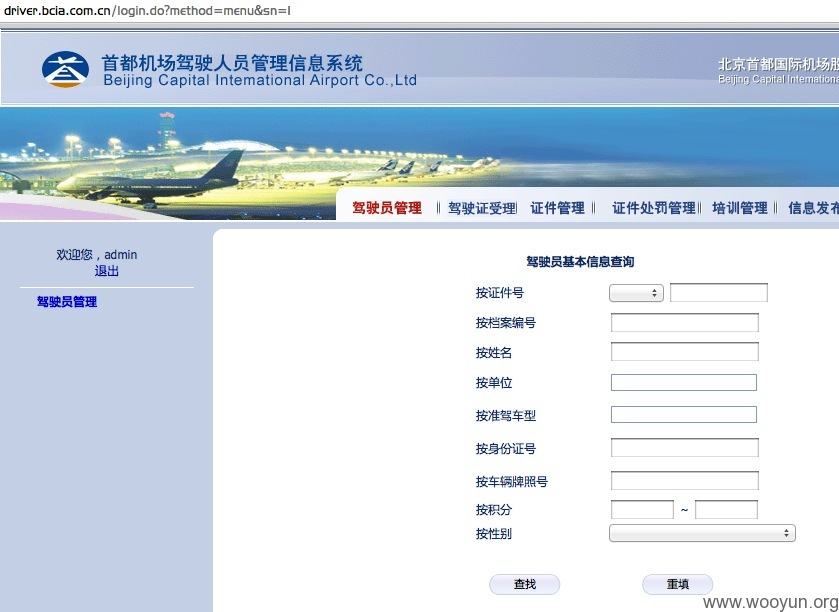 driver.bcia.com.cn/login.do?method=menu&sn=1
首都机场驾驶人员管理信息系统
Beijing Capital International Airport Co.,Ltd
北京首都国际机场股
Beijing Capital Internationa
驾驶员管理 || 驾驶证受理|| 证件管理 || 证件处罚管理|| 培训管理 || 信息发布
欢迎您，admin
退出
驾驶员管理
驾驶员基本信息查询
按证件号
按档案编号
按姓名
按单位
按准驾车型
按身份证号
按车辆牌照号
按积分 ~
按性别
查找 重填
www.wooyun.org